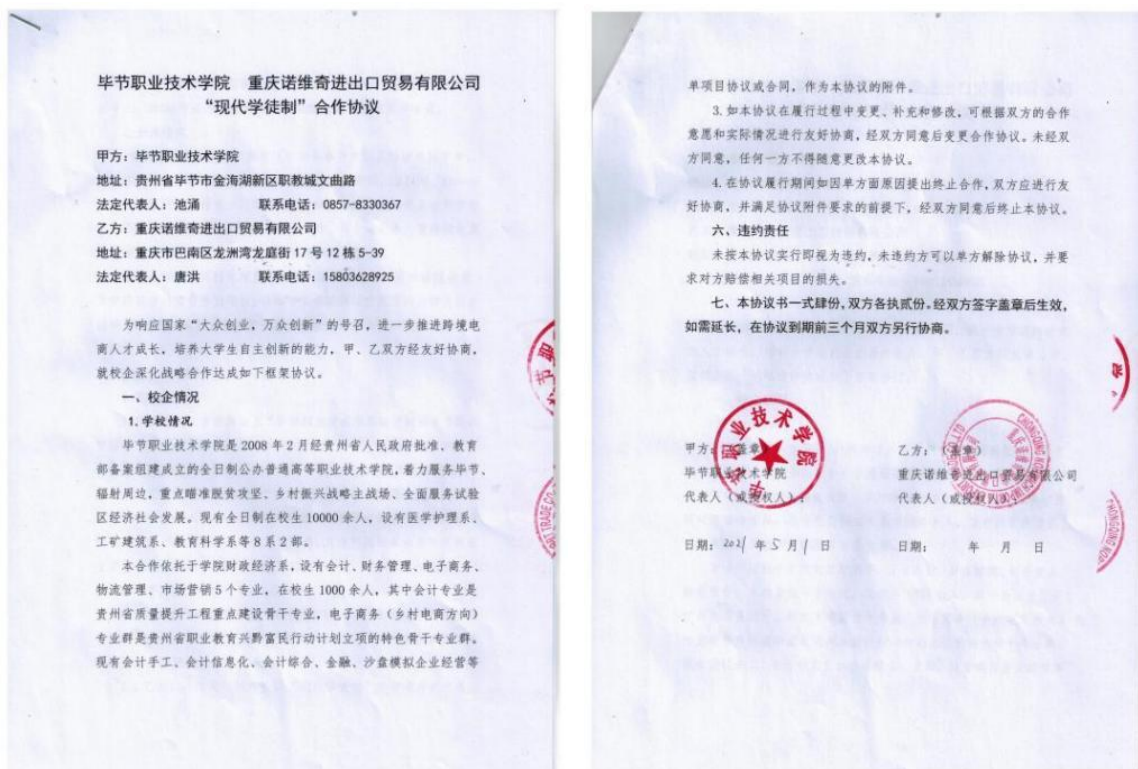 毕节职业技术学院 重庆诺维奇进出口贸易有限公司
“现代学徒制”合作协议
甲方：毕节职业技术学院
地址：贵州省毕节市金海湖新区职教城文曲路
法定代表人：池涌 联系电话：0857-8330367
乙方：重庆诺维奇进出口贸易有限公司
地址：重庆市巴南区龙洲湾龙庭街17号12栋5-39
法定代表人：唐洪 联系电话：15803628925
为响应国家“大众创业，万众创新”的号召，进一步推进跨境电
商人才成长，培养大学生自主创新的能力，甲、乙双方经友好协商，
就校企深化战略合作达成如下框架协议。
一、校企情况
1.学校情况
毕节职业技术学院是2008年2月经贵州省人民政府批准、教育
部备案组建成立的全日制公办普通高等职业技术学院，着力服务毕节、
辐射周边，重点瞄准脱贫攻坚、乡村振兴战略主战场、全面服务试验
区经济社会发展。现有全日制在校生10000余人，设有医学护理系、
工矿建筑系、教育科学系等8系2部。
本合作依托于学院财政经济系，设有会计、财务管理、电子商务、
物流管理、市场营销5个专业，在校生1000余人，其中会计专业是
贵州省质量提升工程重点建设骨干专业，电子商务（乡村电商方向）
专业群是贵州省职业教育兴黔富民行动计划立项的特色骨干专业群。
现有会计手工、会计信息化、会计综合、金融、沙盘模拟企业经营等
单项目协议或合同，作为本协议的附件。
3.如本协议在履行过程中变更、补充和修改，可根据双方的合作
意愿和实际情况进行友好协商，经双方同意后变更合作协议。未经双
方同意，任何一方不得随意更改本协议。
4.在协议履行期间如因单方面原因提出终止合作，双方应进行友
好协商，并满足协议附件要求的前提下，经双方同意后终止本协议。
六、违约责任
未按本协议实行即视为违约，未违约方可以单方解除协议，并要
求对方赔偿相关项目的损失。
七、本协议书一式肆份，双方各执贰份。经双方签字盖章后生效，
如需延长，在协议到期前三个月双方另行协商。
甲方：（盖章） 乙方：（盖章）
毕节职业技术学院 重庆诺维奇进出口贸易有限公司
代表人（或授权人）： 代表人（或授权人）：
日期：2021年5月1日 日期： 年 月 日
毕节职业技术学院